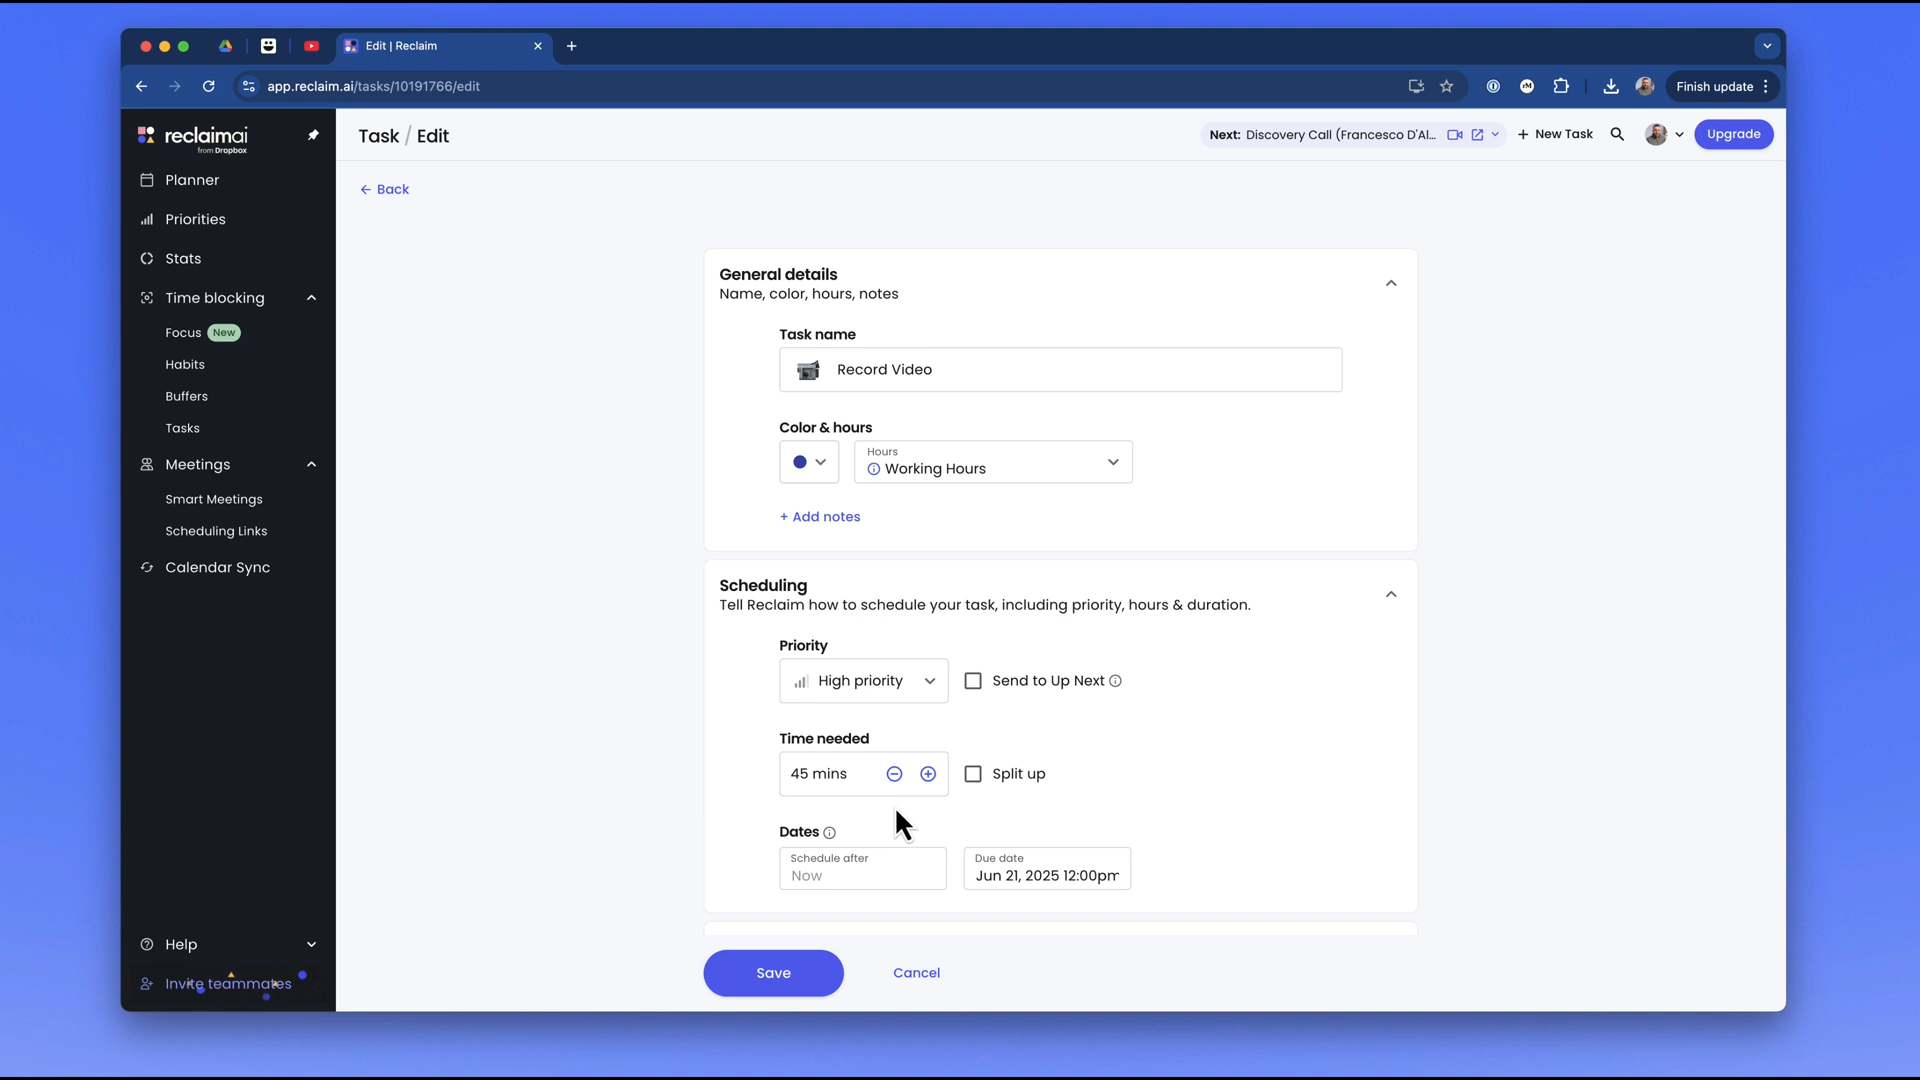 Edit | Reclaim
app.reclaim.ai/tasks/10191766/edit
Finish update
reclaimai
from Dropbox
Task / Edit
Next: Discovery Call (Francesco D'Al...
+ New Task
Upgrade
Planner
Priorities
Stats
Time blocking
Focus New
Habits
Buffers
Tasks
Meetings
Smart Meetings
Scheduling Links
Calendar Sync
Help
Invite teammates
← Back
General details
Name, color, hours, notes
Task name
Record Video
Color & hours
Hours
Working Hours
+ Add notes
Scheduling
Tell Reclaim how to schedule your task, including priority, hours & duration.
Priority
High priority
Send to Up Next
Time needed
45 mins
Split up
Dates
Schedule after
Now
Due date
Jun 21, 2025 12:00pm
Save
Cancel